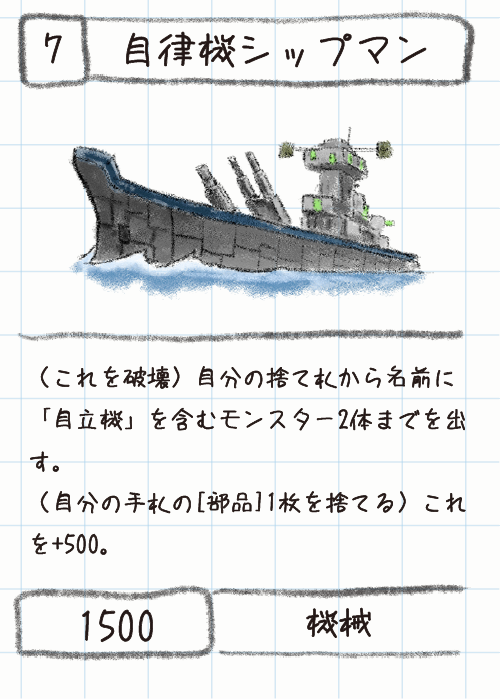 7 自律機シップマン
（これを破壊）自分の捨て札から名前に
「自立機」を含むモンスター2体までを出
す。
（自分の手札の[部品]1枚を捨てる）これ
を+500。
1500 機械